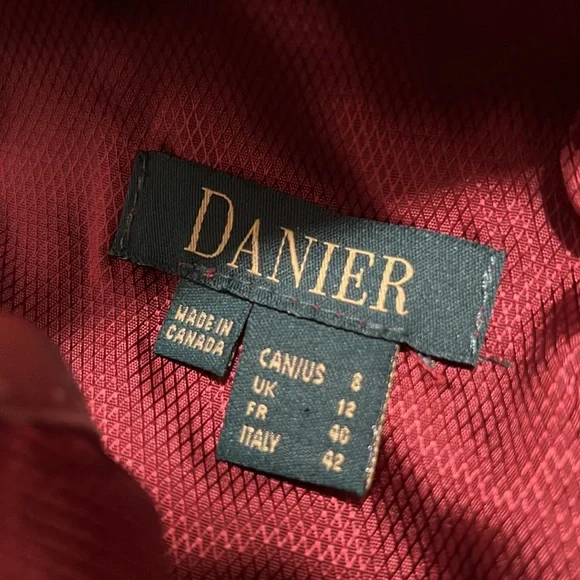 DANIER
MADE IN
CANADA
CAN/US 8
UK 12
FR 40
ITALY 42